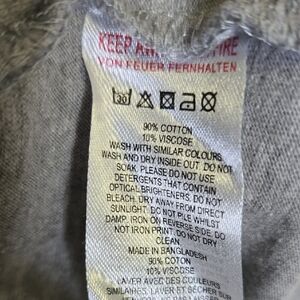 KEEP AWAY FROM FIRE
VON FEUER FERNHALTEN
30
90% COTTON
10% VISCOSE
WASH WITH SIMILAR COLOURS
WASH AND DRY INSIDE OUT. DO NOT
SOAK. PLEASE DO NOT USE
DETERGENTS THAT CONTAIN
OPTICAL BRIGHTENERS. DO NOT
BLEACH. DRY AWAY FROM DIRECT
SUNLIGHT. DO NOT PILE WHILST
DAMP. IRON ON REVERSE SIDE. DO
NOT IRON PRINT. DO NOT DRY
CLEAN
MADE IN BANGLADESH
90% COTON
10% VISCOSE
LAVER AVEC DES COULEURS
SIMILAIRES. LAVER ET SÉCHER SUR